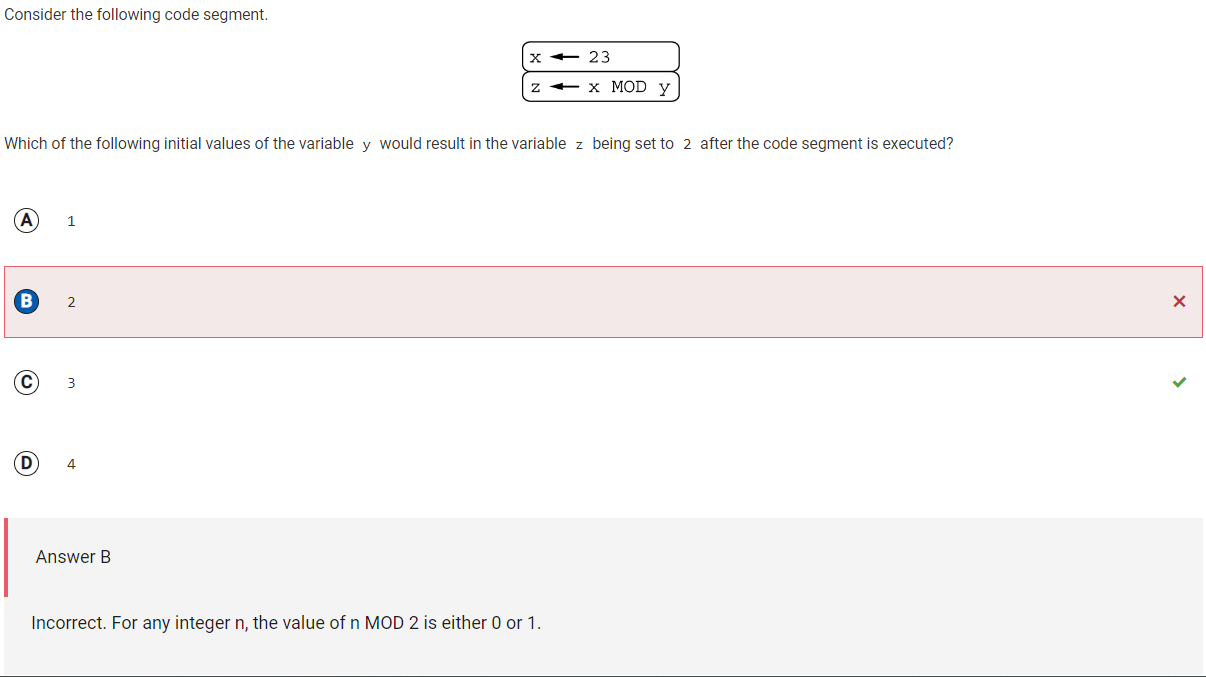 Consider the following code segment.
x ← 23
z ← x MOD y
Which of the following initial values of the variable y would result in the variable z being set to 2 after the code segment is executed?
A 1
B 2 ✕
C 3 ✓
D 4
Answer B
Incorrect. For any integer n, the value of n MOD 2 is either 0 or 1.